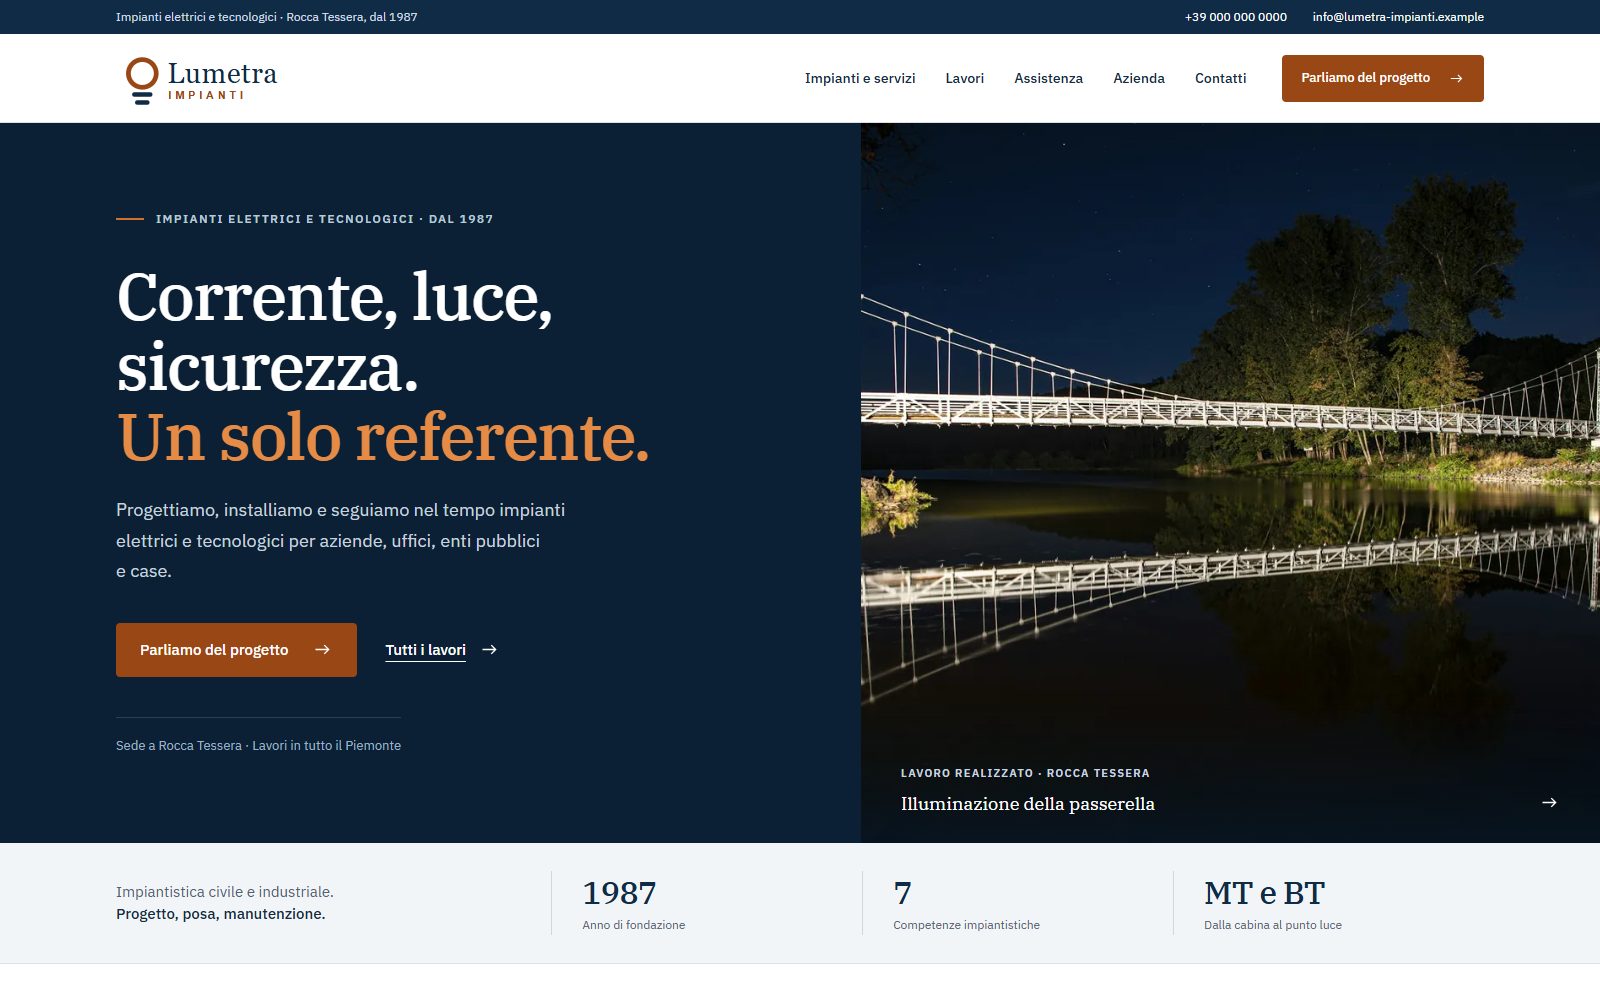 Impianti elettrici e tecnologici · Rocca Tessera, dal 1987
+39 000 000 0000
info@lumetra-impianti.example
Lumetra
IMPIANTI
Impianti e servizi
Lavori
Assistenza
Azienda
Contatti
Parliamo del progetto →
IMPIANTI ELETTRICI E TECNOLOGICI · DAL 1987
Corrente, luce,
sicurezza.
Un solo referente.
Progettiamo, installiamo e seguiamo nel tempo impianti
elettrici e tecnologici per aziende, uffici, enti pubblici
e case.
Parliamo del progetto →
Tutti i lavori →
Sede a Rocca Tessera · Lavori in tutto il Piemonte
LAVORO REALIZZATO · ROCCA TESSERA
Illuminazione della passerella →
Impiantistica civile e industriale.
Progetto, posa, manutenzione.
1987
Anno di fondazione
7
Competenze impiantistiche
MT e BT
Dalla cabina al punto luce